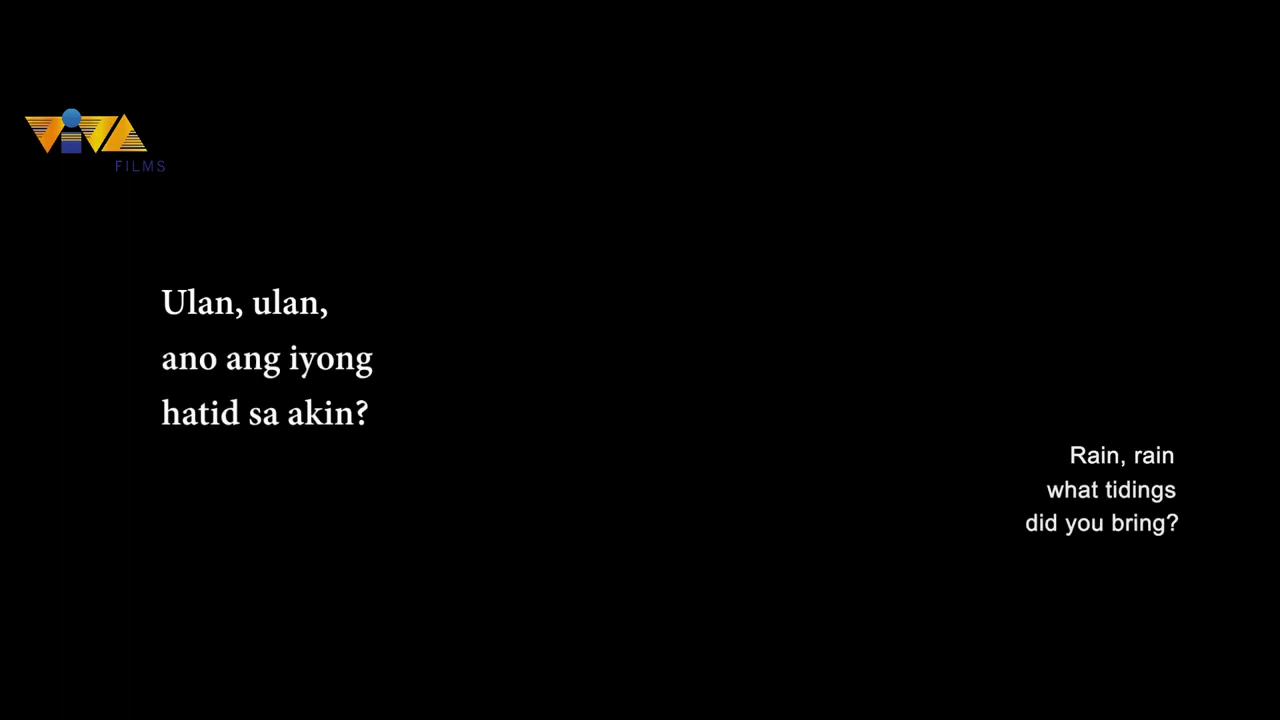 VIVA
FILMS
Ulan, ulan,
ano ang iyong
hatid sa akin?
Rain, rain
what tidings
did you bring?